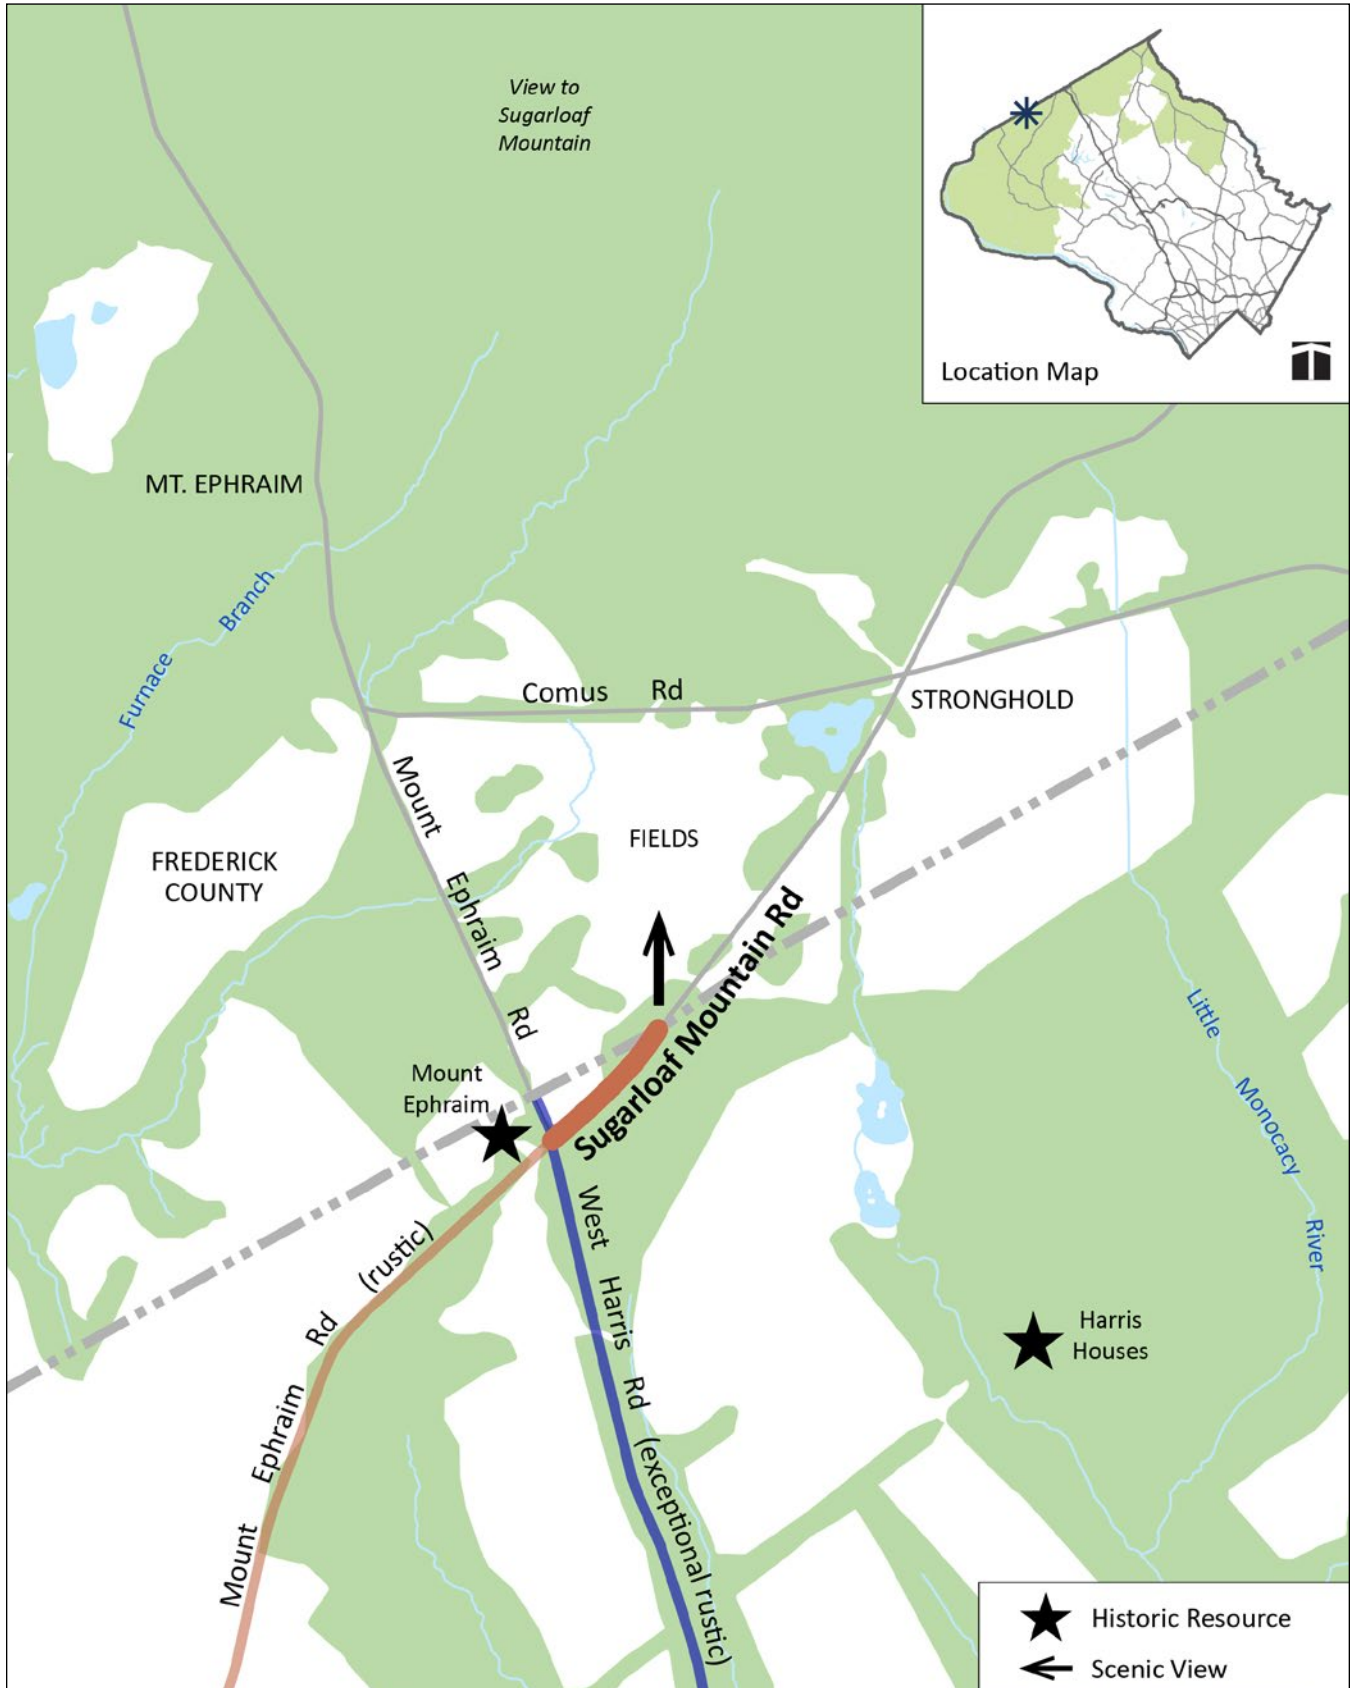 View to
Sugarloaf
Mountain
Location Map
MT. EPHRAIM
Furnace Branch
Comus Rd
STRONGHOLD
Mount Ephraim Rd
FIELDS
FREDERICK
COUNTY
Sugarloaf Mountain Rd
Little Monocacy River
Mount
Ephraim
West Harris Rd (exceptional rustic)
Mount Ephraim Rd (rustic)
Harris
Houses
Historic Resource
Scenic View